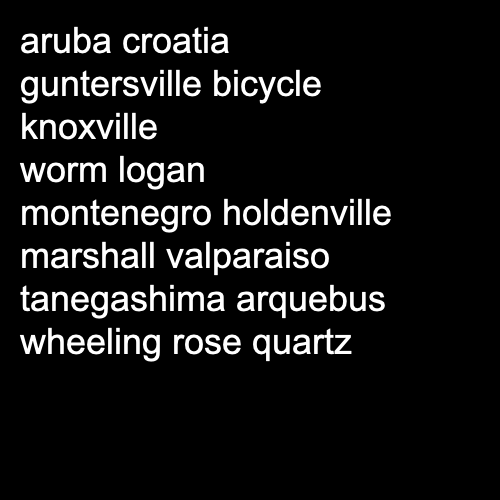 aruba croatia
guntersville bicycle
knoxville
worm logan
montenegro holdenville
marshall valparaiso
tanegashima arquebus
wheeling rose quartz